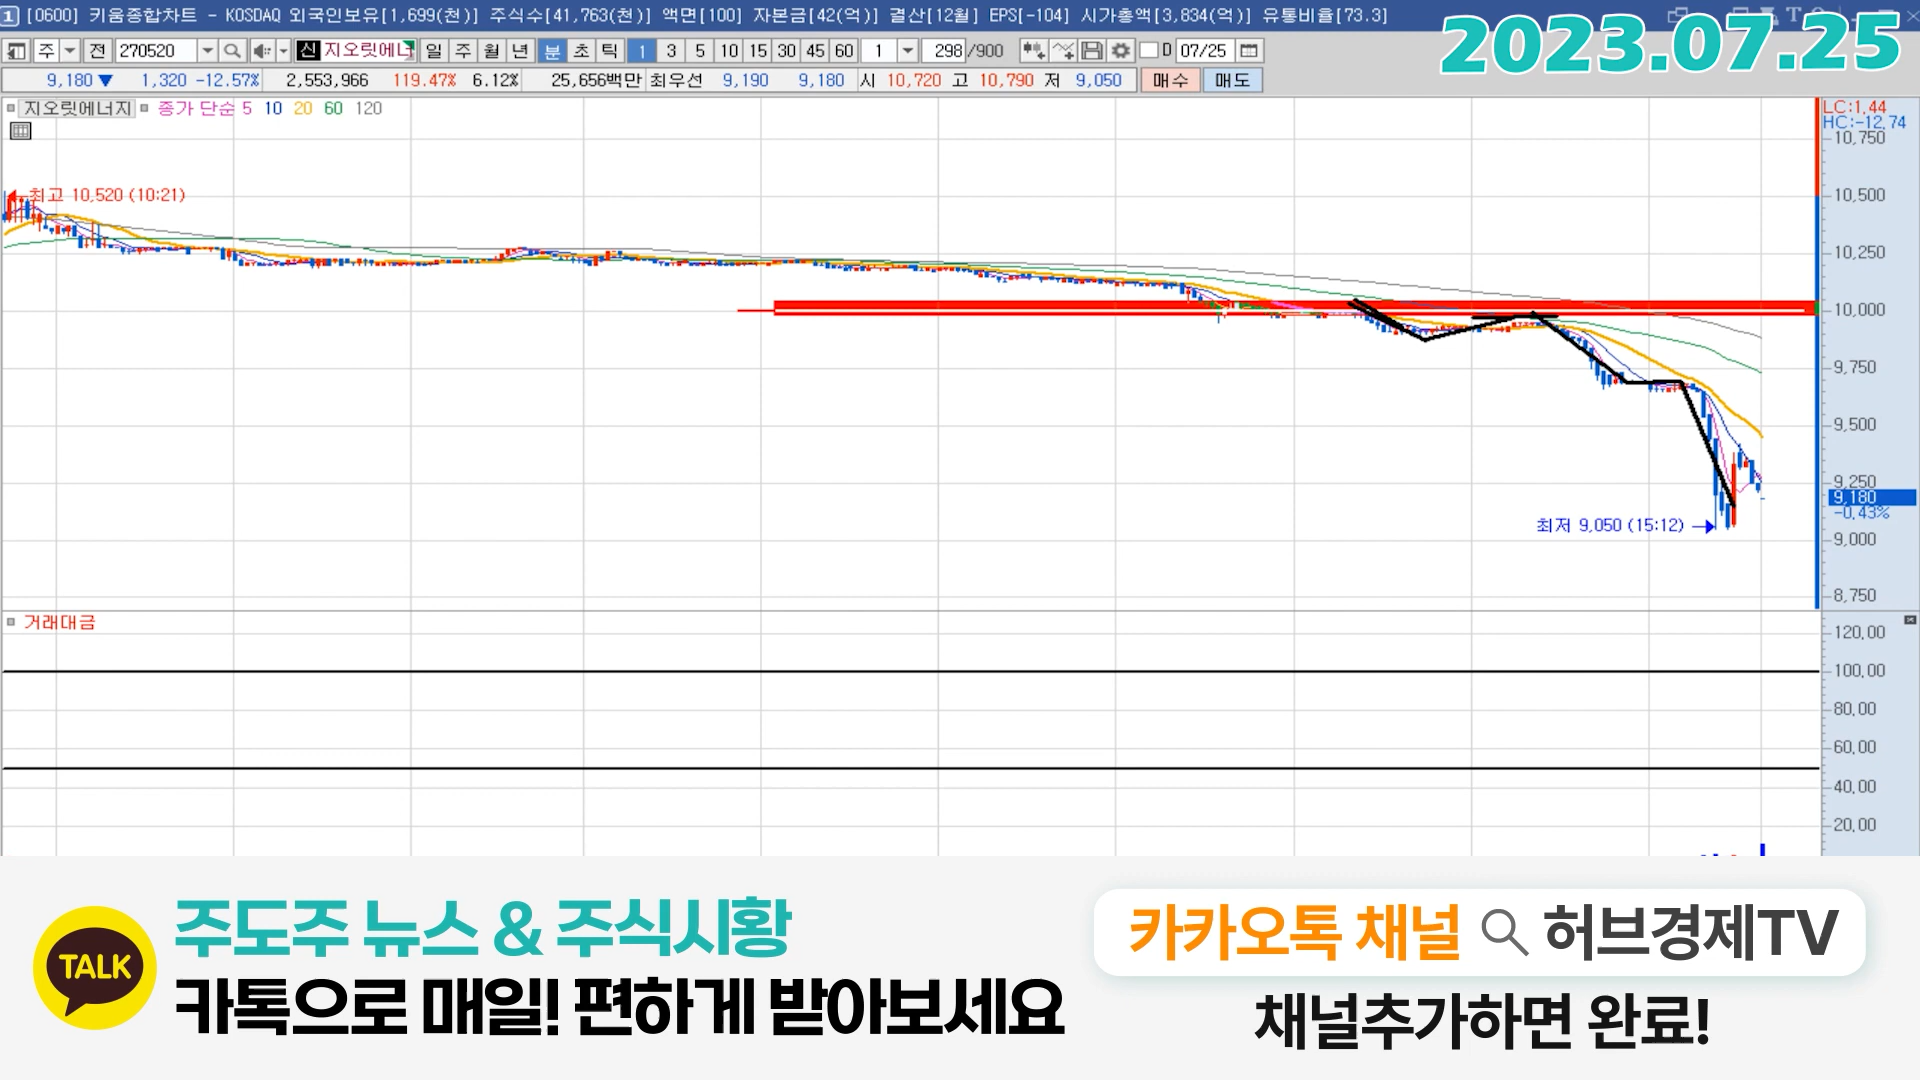 1 [0600] 키움종합차트 - KOSDAQ 외국인보유[1,699(천)] 주식수[41,763(천)] 액면[100] 자본금[42(억)] 결산[12월] EPS[-104] 시가총액[3,834(억)] 유통비율[73.3]
2023.07.25
주 전 270520 신 지오릿에너 일 주 월 년 분 초 틱 1 3 5 10 15 30 45 60 1 298 /900 D 07/25
9,180 ▼ 1,320 -12.57% 2,553,966 119.47% 6.12% 25,656백만 최우선 9,190 9,180 시 10,720 고 10,790 저 9,050 매수 매도
지오릿에너지 종가 단순 5 10 20 60 120
LC:1.44
HC:-12.74
10,750
최고 10,520 (10:21)
10,500
10,250
10,000
9,750
9,500
9,250
9,180
-0.43%
최저 9,050 (15:12)
9,000
8,750
거래대금
120.00
100.00
80.00
60.00
40.00
20.00
TALK
주도주 뉴스 & 주식시황
카톡으로 매일! 편하게 받아보세요
카카오톡 채널 허브경제TV
채널추가하면 완료!